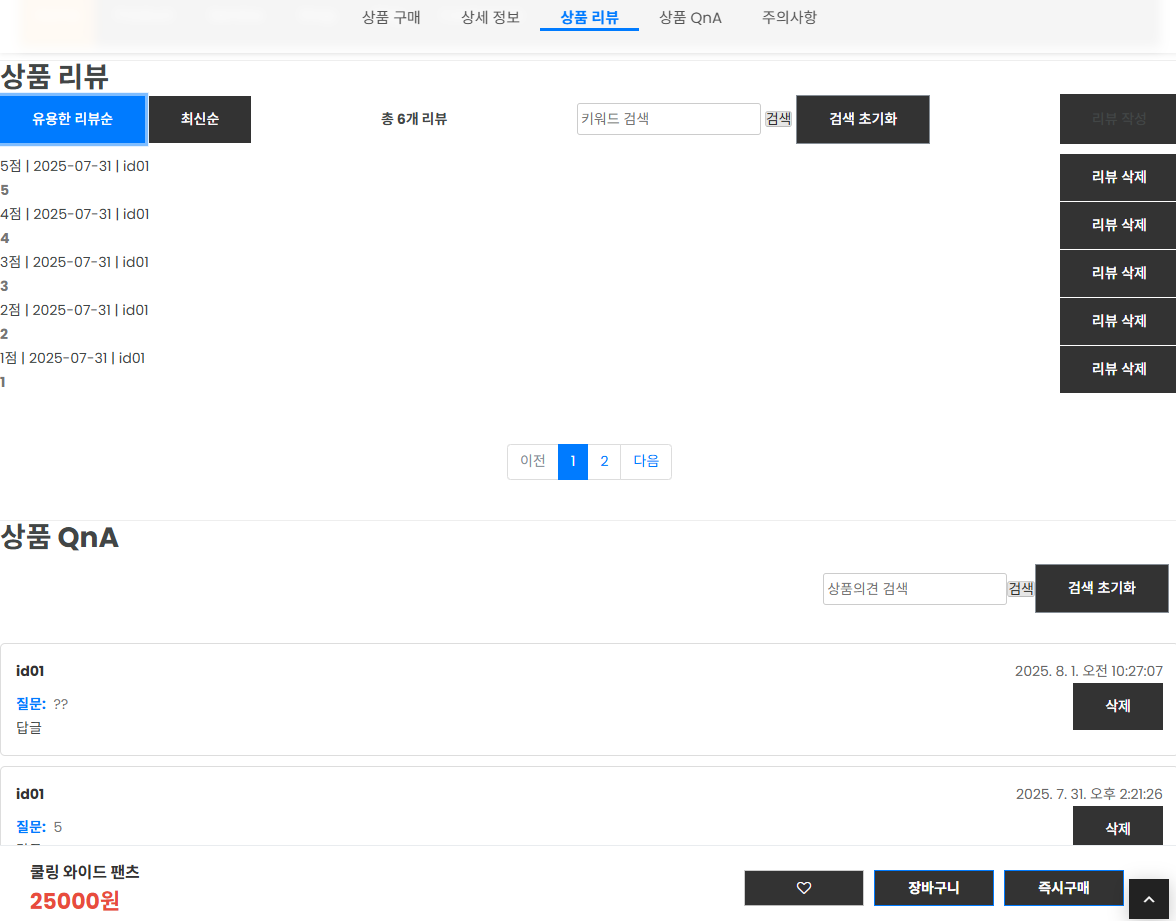 상품 구매 상세 정보 상품 리뷰 상품 QnA 주의사항
상품 리뷰
유용한 리뷰순 최신순 총 6개 리뷰 키워드 검색 검색 검색 초기화 리뷰 작성
5점 | 2025-07-31 | id01 리뷰 삭제
5
4점 | 2025-07-31 | id01 리뷰 삭제
4
3점 | 2025-07-31 | id01 리뷰 삭제
3
2점 | 2025-07-31 | id01 리뷰 삭제
2
1점 | 2025-07-31 | id01 리뷰 삭제
1
이전 1 2 다음
상품 QnA
상품의견 검색 검색 검색 초기화
id01 2025. 8. 1. 오전 10:27:07
질문: ?? 삭제
답글
id01 2025. 7. 31. 오후 2:21:26
질문: 5 삭제
쿨링 와이드 팬츠
25000원 장바구니 즉시구매